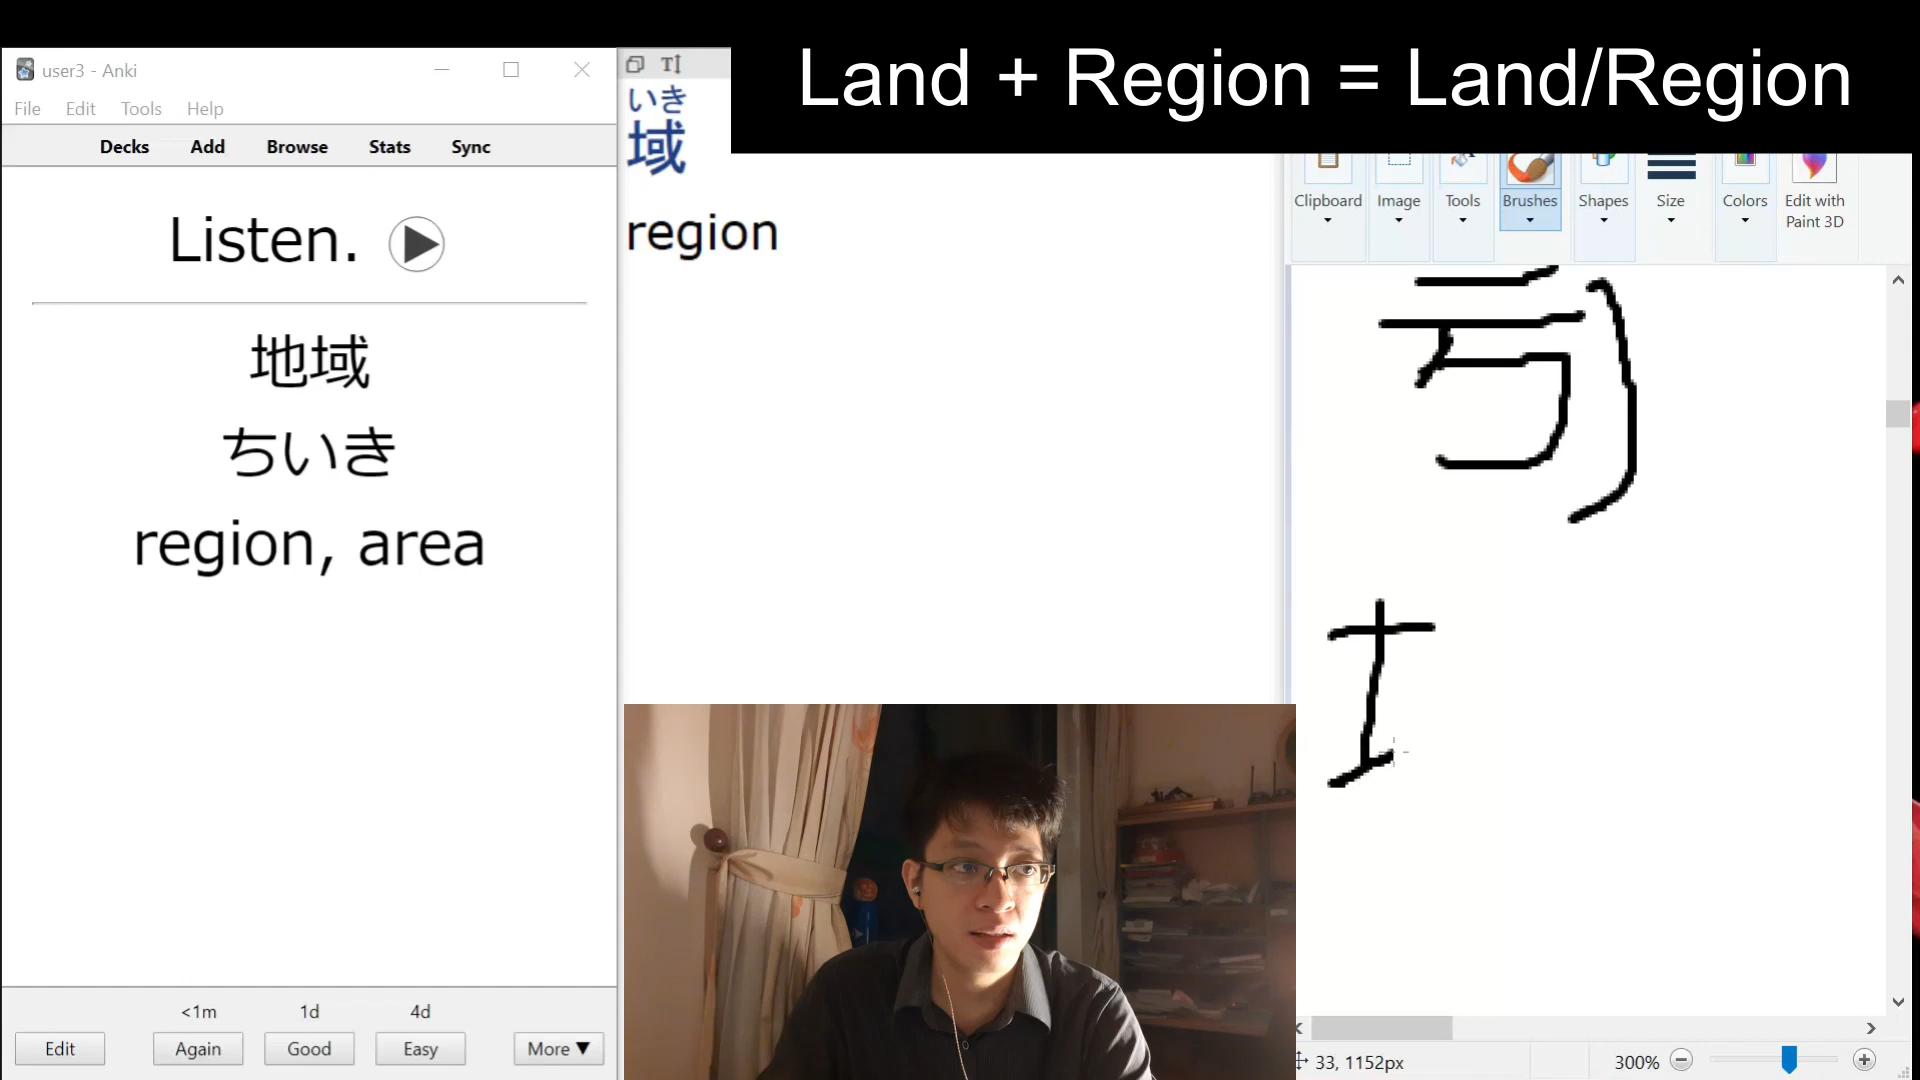 Land + Region = Land/Region
user3 - Anki
File Edit Tools Help
Decks Add Browse Stats Sync
Listen.
地域
ちいき
region, area
<1m 1d 4d
Edit Again Good Easy More ▼
いき
域
region
Clipboard Image Tools Brushes Shapes Size Colors Edit with Paint 3D
33, 1152px
300%